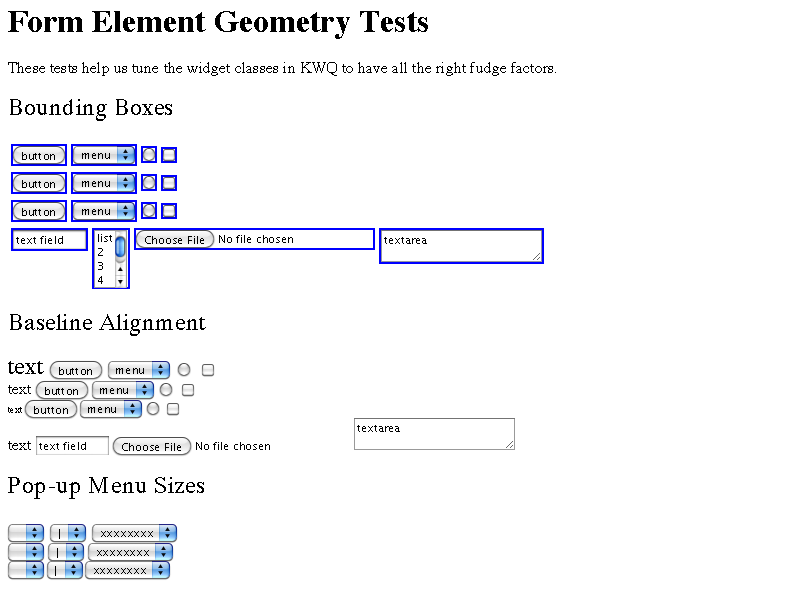 Form Element Geometry Tests
These tests help us tune the widget classes in KWQ to have all the right fudge factors.
Bounding Boxes
button menu
button menu
button menu
text field list Choose File No file chosen textarea
2
3
4
Baseline Alignment
text button menu
text button menu
text button menu
textarea
text text field Choose File No file chosen
Pop-up Menu Sizes
| xxxxxxxx
| xxxxxxxx
| xxxxxxxx